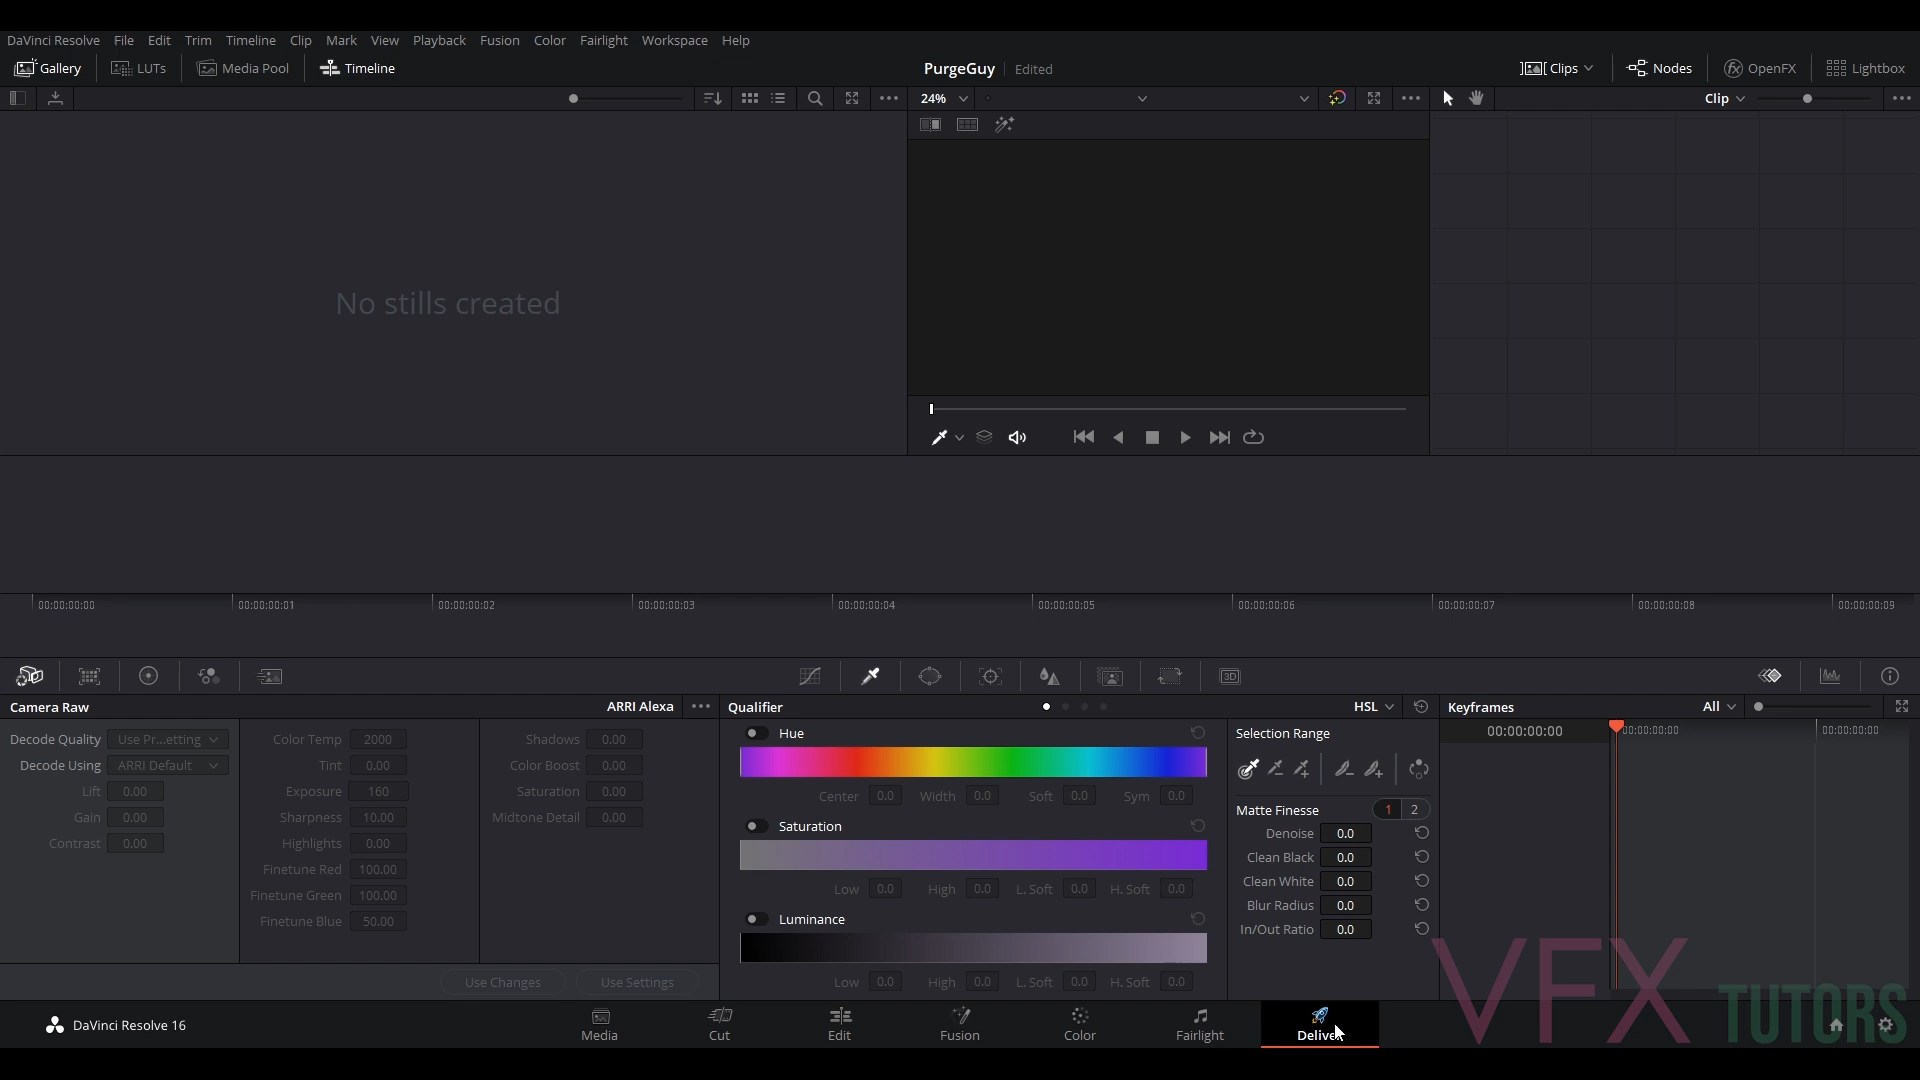 DaVinci Resolve File Edit Trim Timeline Clip Mark View Playback Fusion Color Fairlight Workspace Help
Gallery LUTs Media Pool Timeline PurgeGuy Edited Clips Nodes OpenFX Lightbox
24% Clip
No stills created
00:00:00:00 00:00:00:01 00:00:00:02 00:00:00:03 00:00:00:04 00:00:00:05 00:00:00:06 00:00:00:07 00:00:00:08 00:00:00:09
3D
Camera Raw ARRI Alexa
Decode Quality Use Pr...etting
Decode Using ARRI Default
Lift 0.00
Gain 0.00
Contrast 0.00
Color Temp 2000
Tint 0.00
Exposure 160
Sharpness 10.00
Highlights 0.00
Finetune Red 100.00
Finetune Green 100.00
Finetune Blue 50.00
Shadows 0.00
Color Boost 0.00
Saturation 0.00
Midtone Detail 0.00
Use Changes Use Settings
Qualifier HSL
Hue
Center 0.0 Width 0.0 Soft 0.0 Sym 0.0
Saturation
Low 0.0 High 0.0 L. Soft 0.0 H. Soft 0.0
Luminance
Low 0.0 High 0.0 L. Soft 0.0 H. Soft 0.0
Selection Range
Matte Finesse 1 2
Denoise 0.0
Clean Black 0.0
Clean White 0.0
Blur Radius 0.0
In/Out Ratio 0.0
Keyframes All
00:00:00:00 00:00:00:00 00:00:00:00
VFX TUTORS
DaVinci Resolve 16 Media Cut Edit Fusion Color Fairlight Deliver